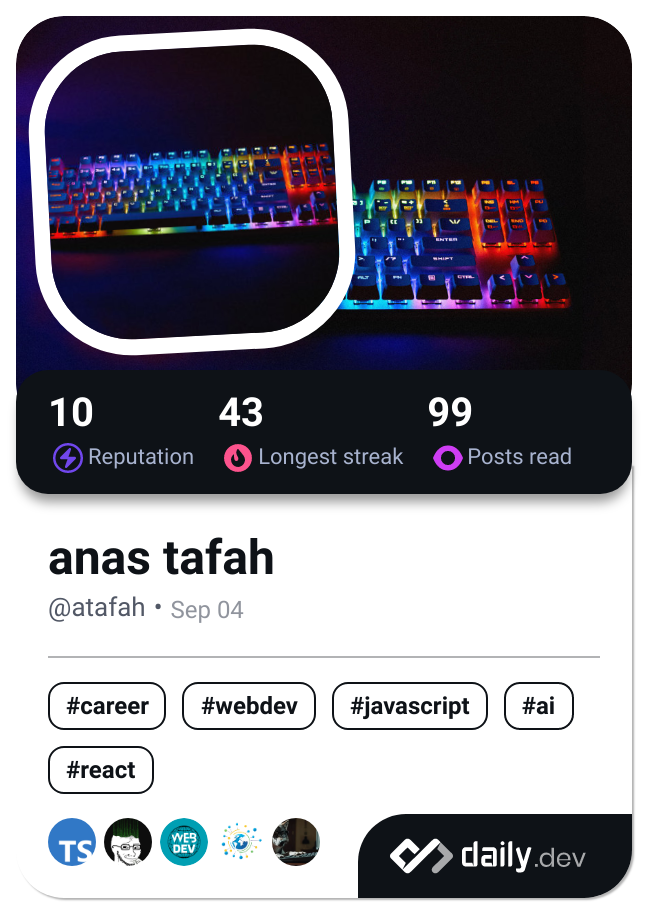 10 43 99
Reputation Longest streak Posts read
anas tafah
@atafah • Sep 04
#career #webdev #javascript #ai
#react
TS WEB DEV
daily.dev